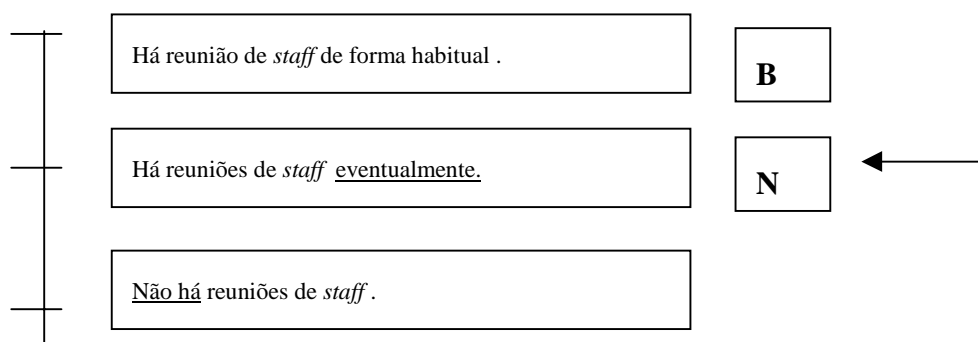 Há reunião de staff de forma habitual .
B
Há reuniões de staff eventualmente.
N
Não há reuniões de staff .